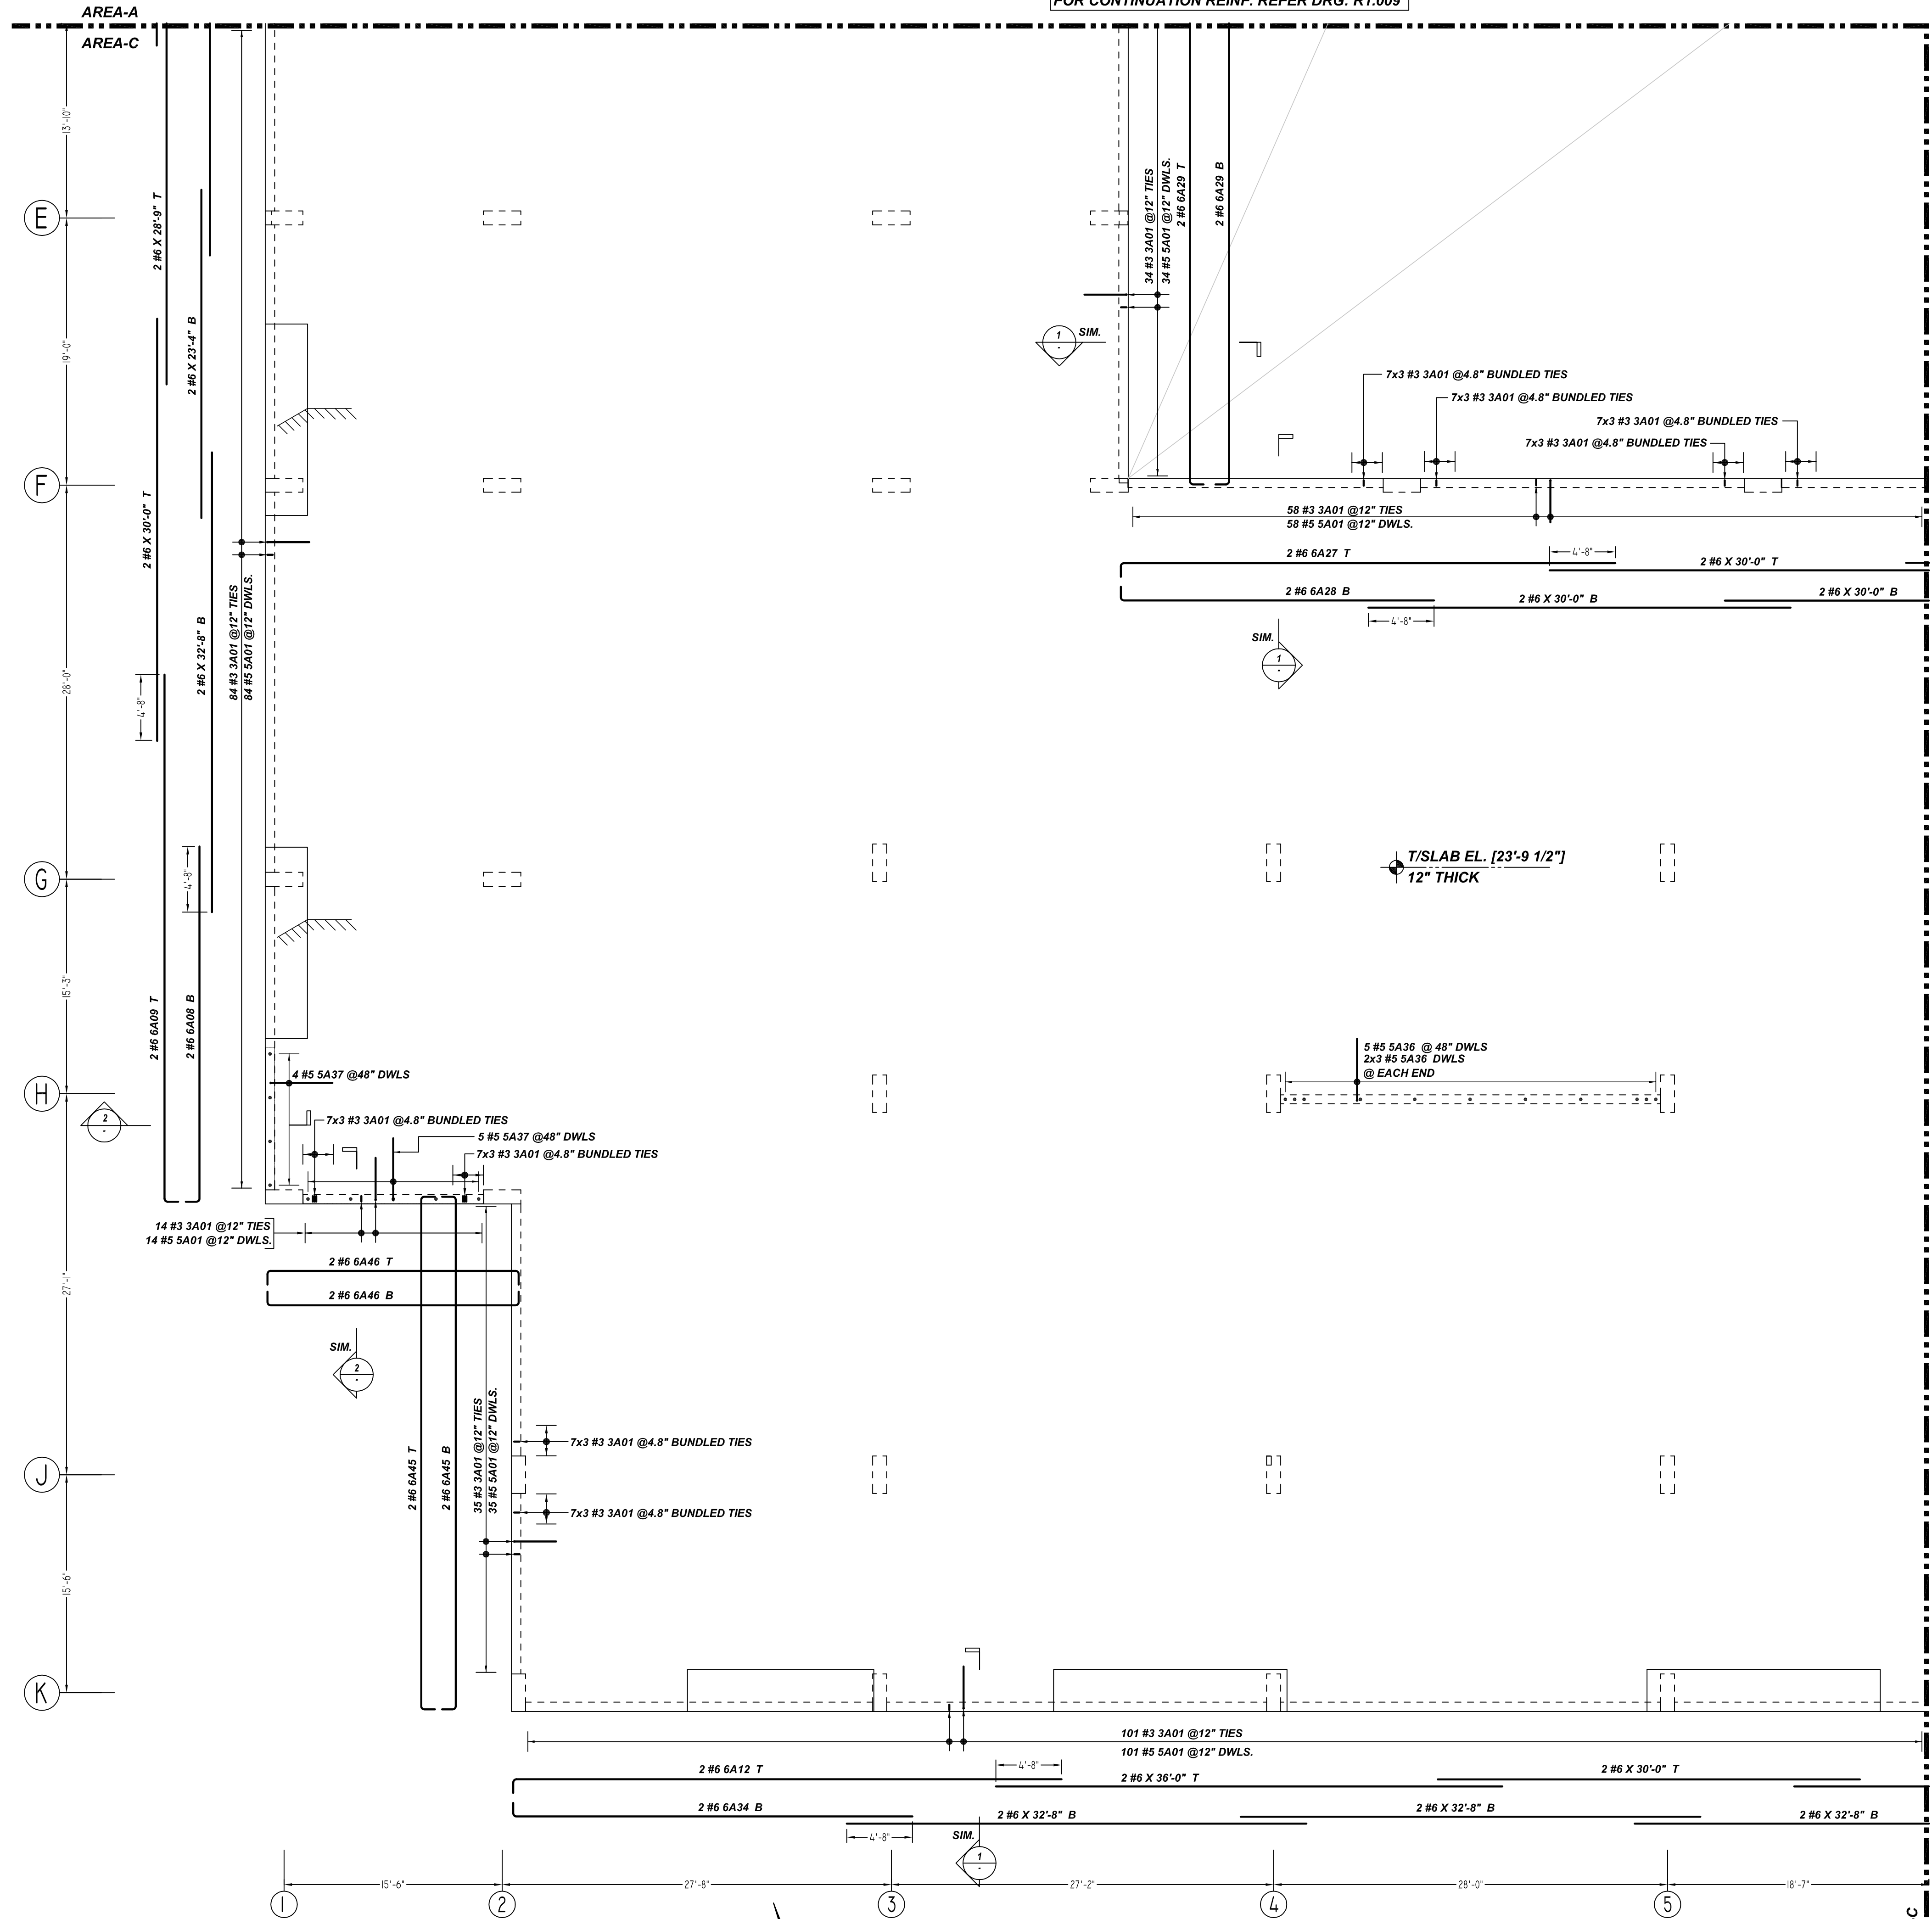 FOR CONTINUATION REINF. REFER DRG. R1.009
AREA-A
AREA-C
13'-10"
E
19'-0"
F
28'-0"
G
15'-3"
H
27'-1"
J
15'-6"
K
2 #6 X 28'-9" T
2 #6 X 23'-4" B
2 #6 X 30'-0" T
2 #6 X 32'-8" B
4'-8"
4'-8"
84 #3 3A01 @12" TIES
84 #5 5A01 @12" DWLS.
2 #6 6A09 T
2 #6 6A08 B
34 #3 3A01 @12" TIES
34 #5 5A01 @12" DWLS.
2 #6 6A29 T
2 #6 6A29 B
1
-
SIM.
7x3 #3 3A01 @4.8" BUNDLED TIES
7x3 #3 3A01 @4.8" BUNDLED TIES
7x3 #3 3A01 @4.8" BUNDLED TIES
7x3 #3 3A01 @4.8" BUNDLED TIES
58 #3 3A01 @12" TIES
58 #5 5A01 @12" DWLS.
2 #6 6A27 T
4'-8"
2 #6 X 30'-0" T
2 #6 6A28 B
2 #6 X 30'-0" B
2 #6 X 30'-0" B
4'-8"
SIM.
1
-
T/SLAB EL. [23'-9 1/2"]
12" THICK
5 #5 5A36 @ 48" DWLS
2x3 #5 5A36 DWLS
@ EACH END
4 #5 5A37 @48" DWLS
2
-
7x3 #3 3A01 @4.8" BUNDLED TIES
5 #5 5A37 @48" DWLS
7x3 #3 3A01 @4.8" BUNDLED TIES
14 #3 3A01 @12" TIES
14 #5 5A01 @12" DWLS.
2 #6 6A46 T
2 #6 6A46 B
SIM.
2
-
2 #6 6A45 T
2 #6 6A45 B
35 #3 3A01 @12" TIES
35 #5 5A01 @12" DWLS.
7x3 #3 3A01 @4.8" BUNDLED TIES
7x3 #3 3A01 @4.8" BUNDLED TIES
101 #3 3A01 @12" TIES
101 #5 5A01 @12" DWLS.
2 #6 6A12 T
4'-8"
2 #6 X 36'-0" T
2 #6 X 30'-0" T
2 #6 6A34 B
2 #6 X 32'-8" B
2 #6 X 32'-8" B
2 #6 X 32'-8" B
4'-8"
SIM.
1
-
15'-6"
27'-8"
27'-2"
28'-0"
18'-7"
1
2
3
4
5
C